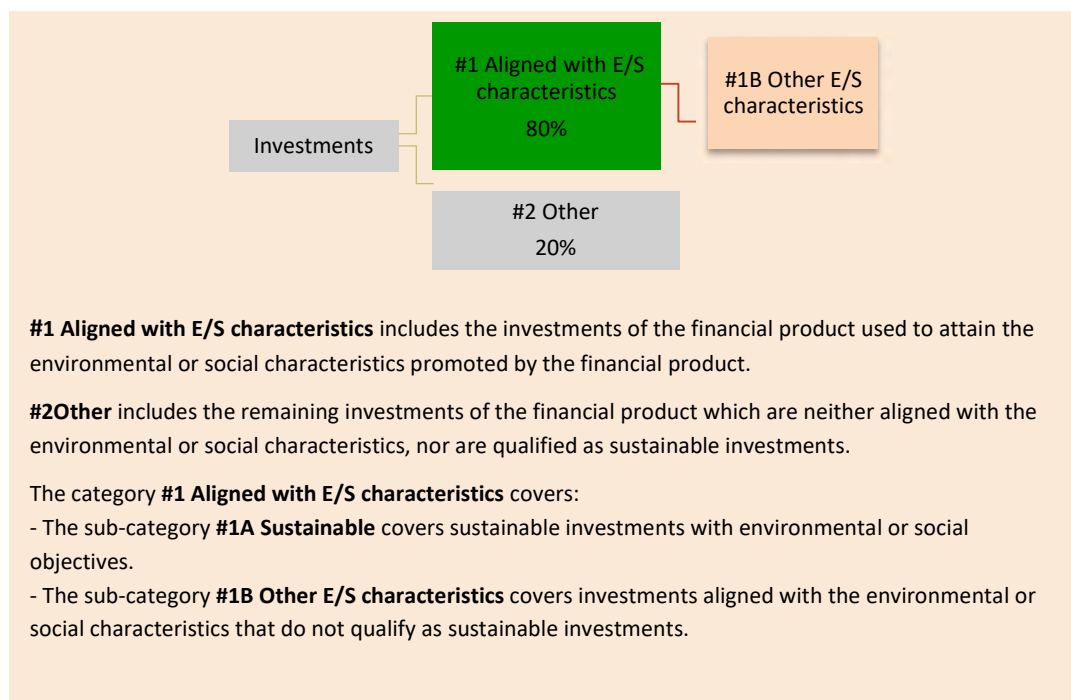 #1 Aligned with E/S
characteristics
80%
#1B Other E/S
characteristics
Investments
#2 Other
20%
#1 Aligned with E/S characteristics includes the investments of the financial product used to attain the
environmental or social characteristics promoted by the financial product.
#2Other includes the remaining investments of the financial product which are neither aligned with the
environmental or social characteristics, nor are qualified as sustainable investments.
The category #1 Aligned with E/S characteristics covers:
- The sub-category #1A Sustainable covers sustainable investments with environmental or social
objectives.
- The sub-category #1B Other E/S characteristics covers investments aligned with the environmental or
social characteristics that do not qualify as sustainable investments.